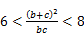 6 < (b+c)²/bc < 8